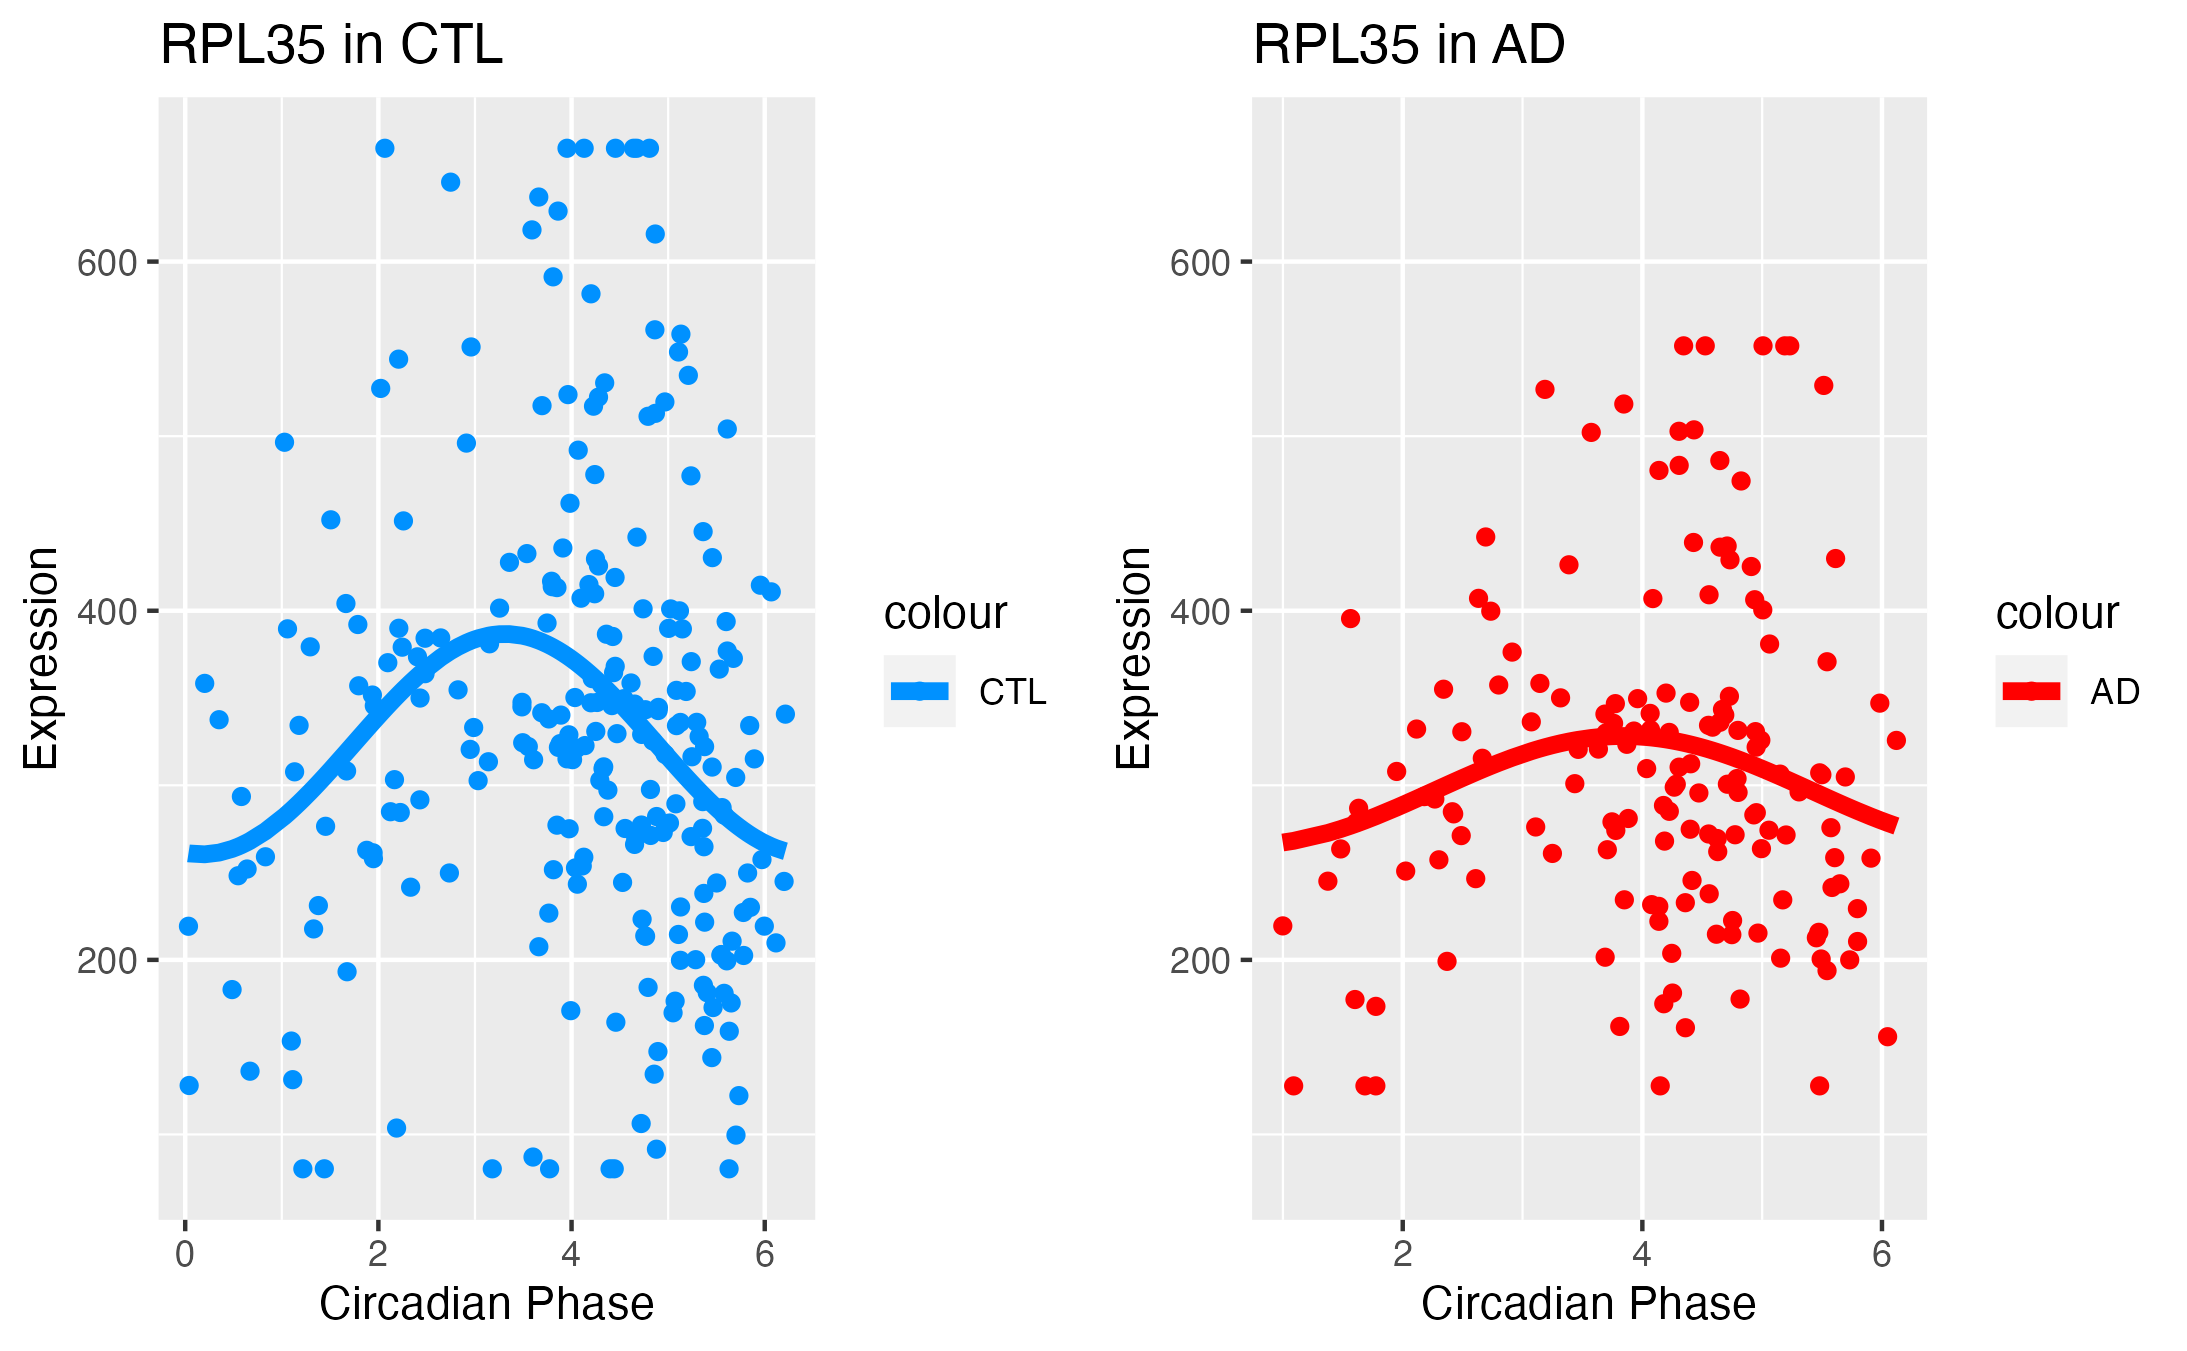 RPL35 in CTL
600
400
200
Expression
0 2 4 6
Circadian Phase
colour
CTL
RPL35 in AD
600
400
200
Expression
2 4 6
Circadian Phase
colour
AD